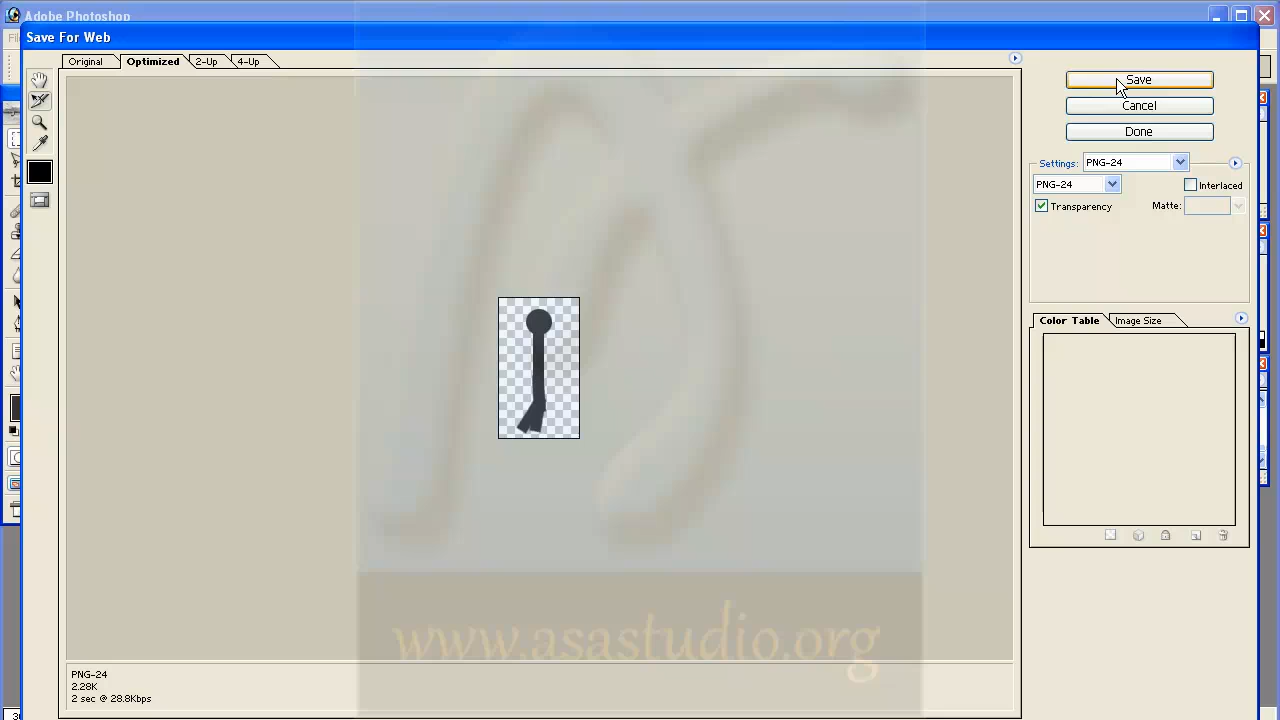 Adobe Photoshop
Save For Web
Original
Optimized
2-Up
4-Up
Save
Cancel
Done
Settings: PNG-24
PNG-24
Interlaced
Transparency
Matte:
Color Table
Image Size
www.asastudio.org
PNG-24
2.28K
2 sec @ 28.8Kbps